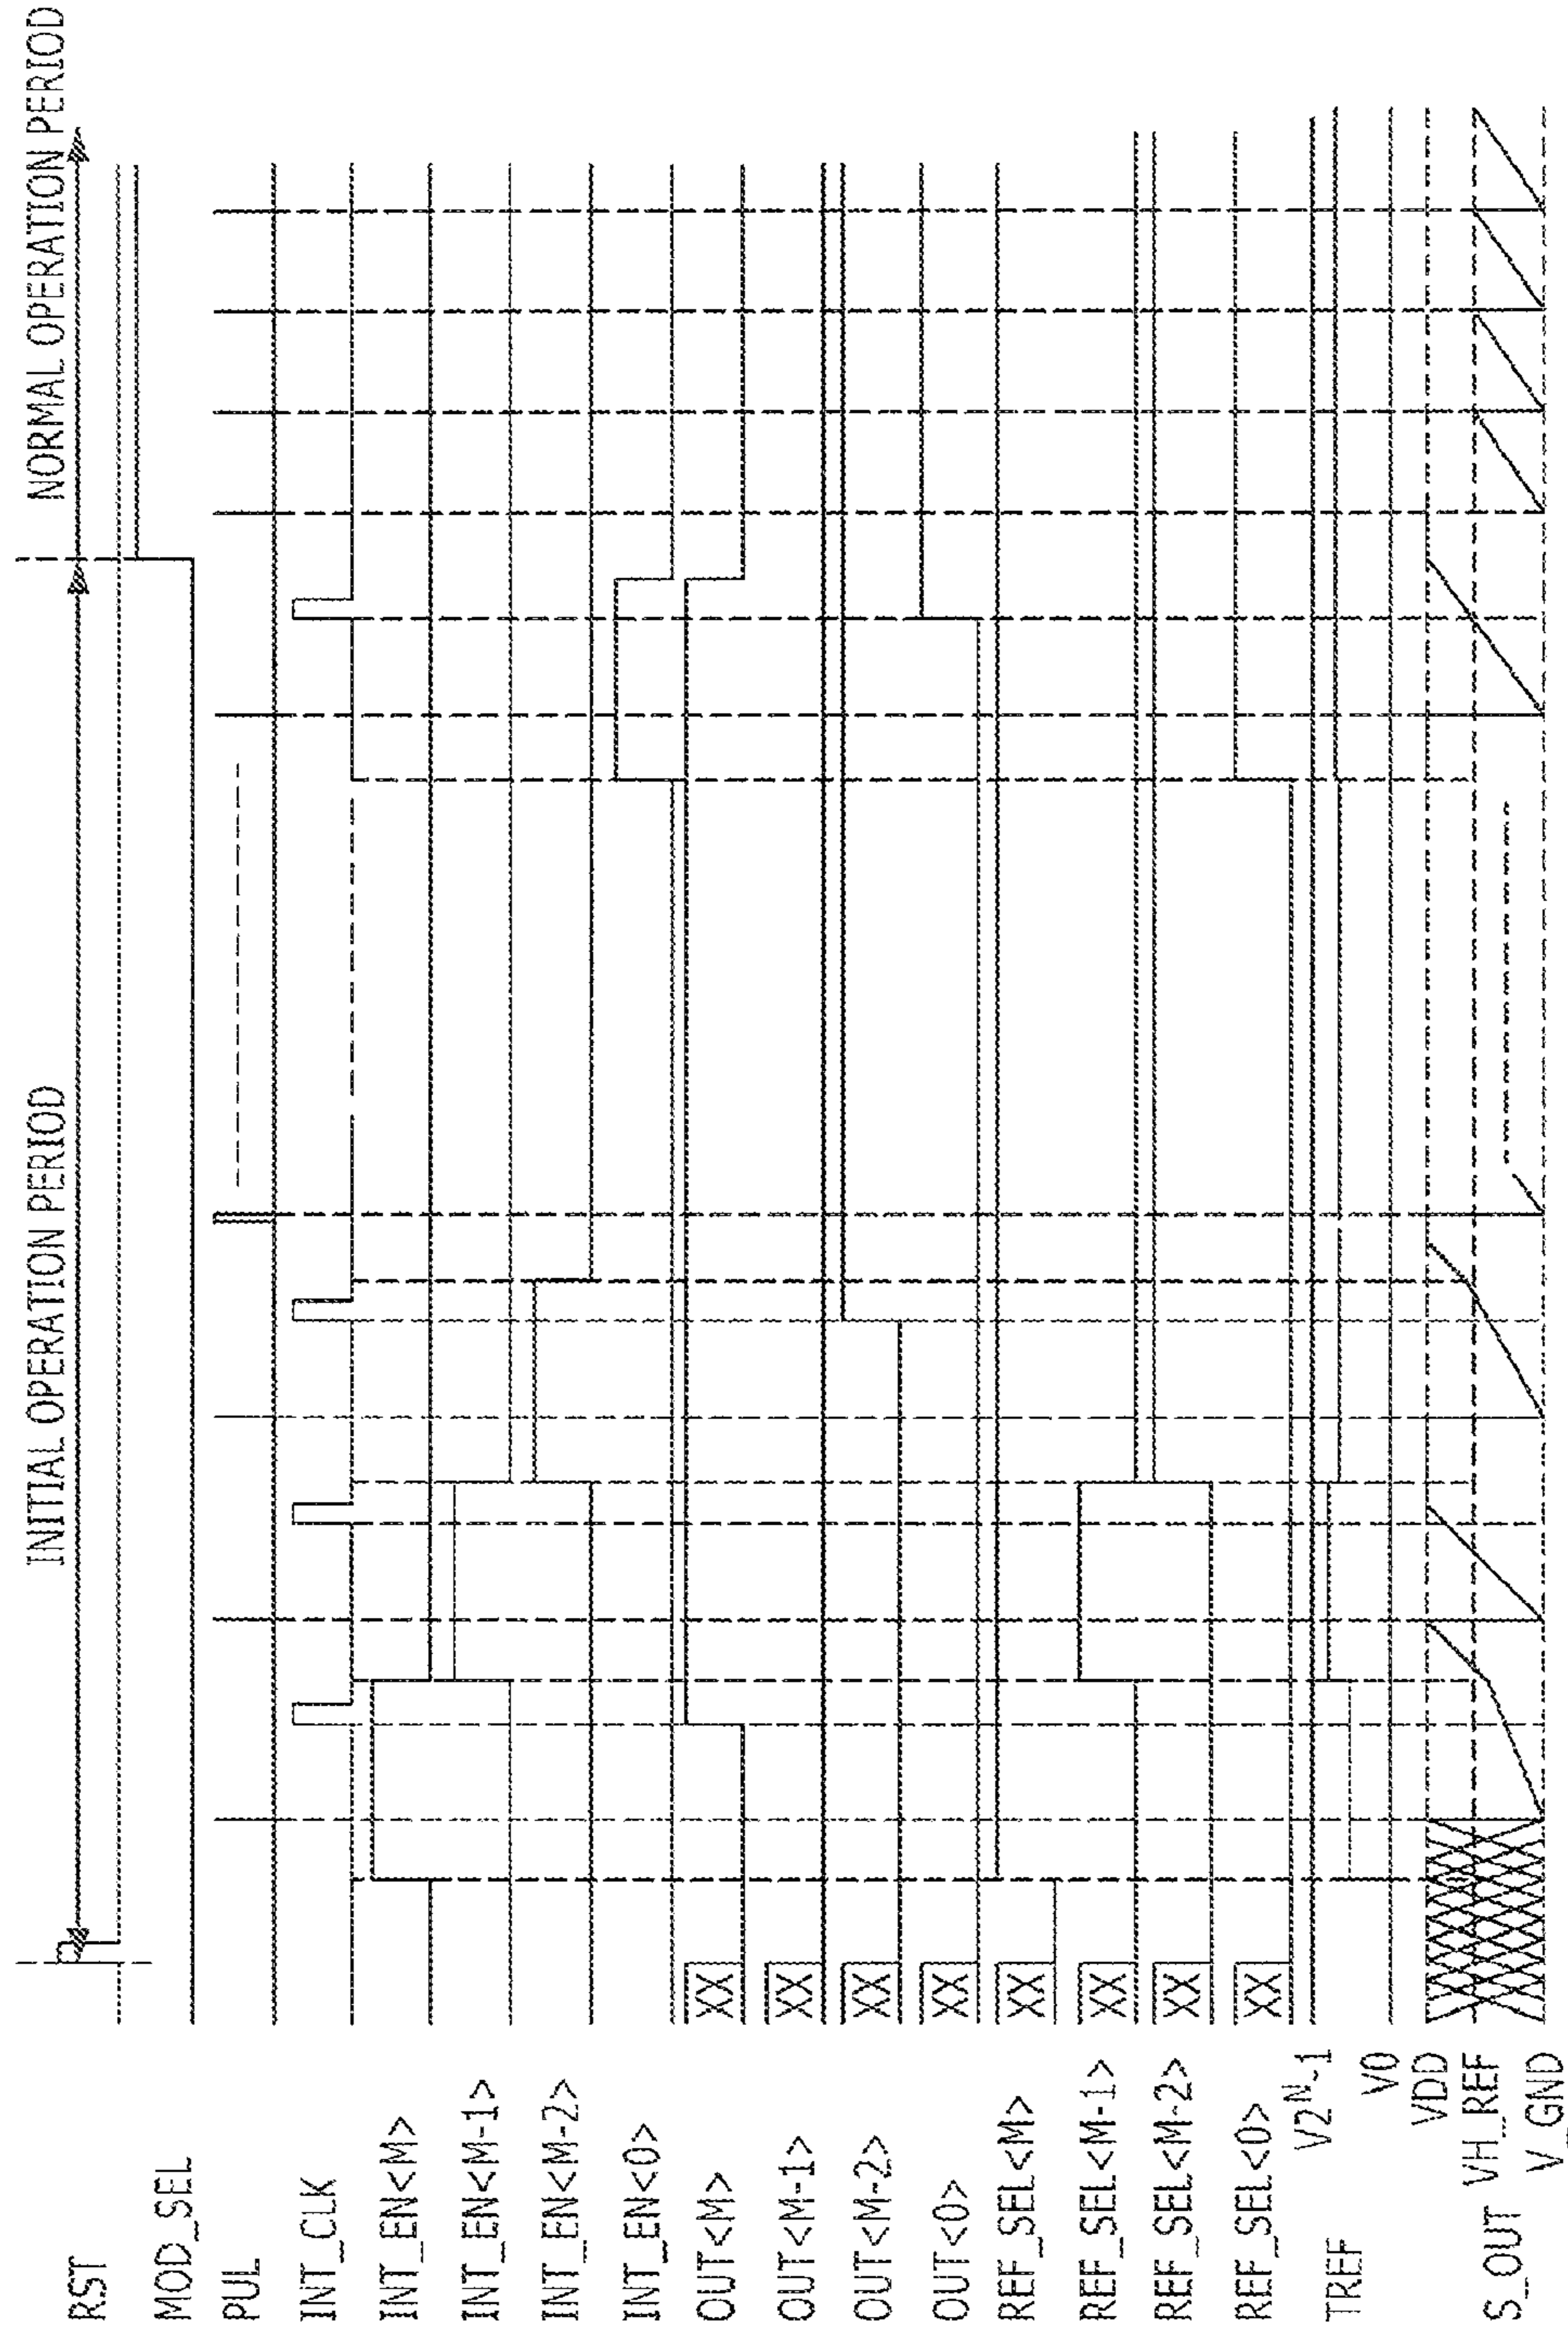 INITIAL OPERATION PERIOD
NORMAL OPERATION PERIOD
RST
MOD_SEL
PUL
INT_CLK
INT_EN<M>
INT_EN<M-1>
INT_EN<M-2>
INT_EN<0>
OUT<M>
XX
OUT<M-1>
XX
OUT<M-2>
XX
OUT<0>
XX
REF_SEL<M>
XX
REF_SEL<M-1>
XX
REF_SEL<M-2>
XX
REF_SEL<0>
XX
V2^N-1
TREF
V0
VDD
VH_REF
S_OUT
V_GND